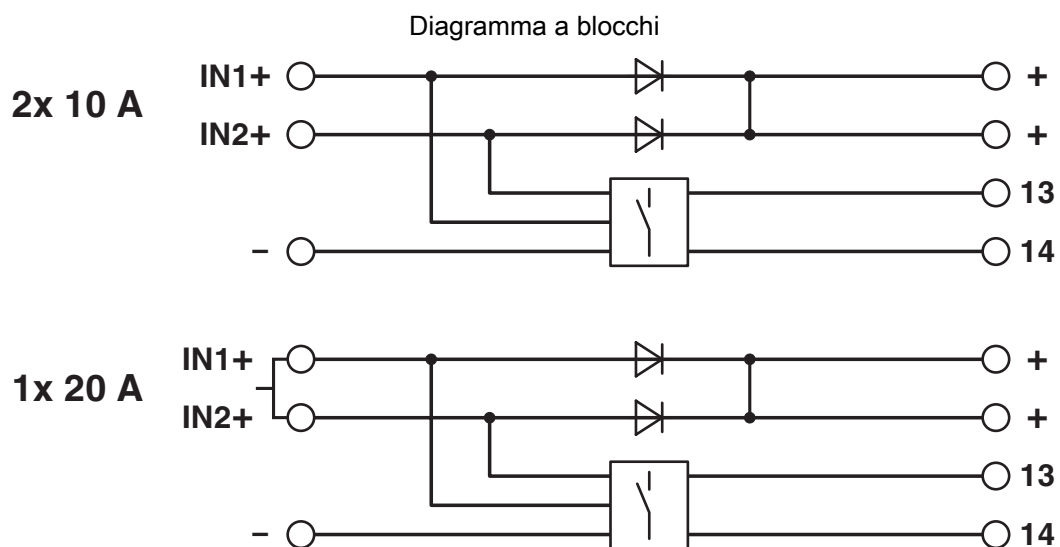 Diagramma a blocchi
2x 10 A
IN1+
+
IN2+
+
13
–
14
1x 20 A
IN1+
+
IN2+
+
13
–
14